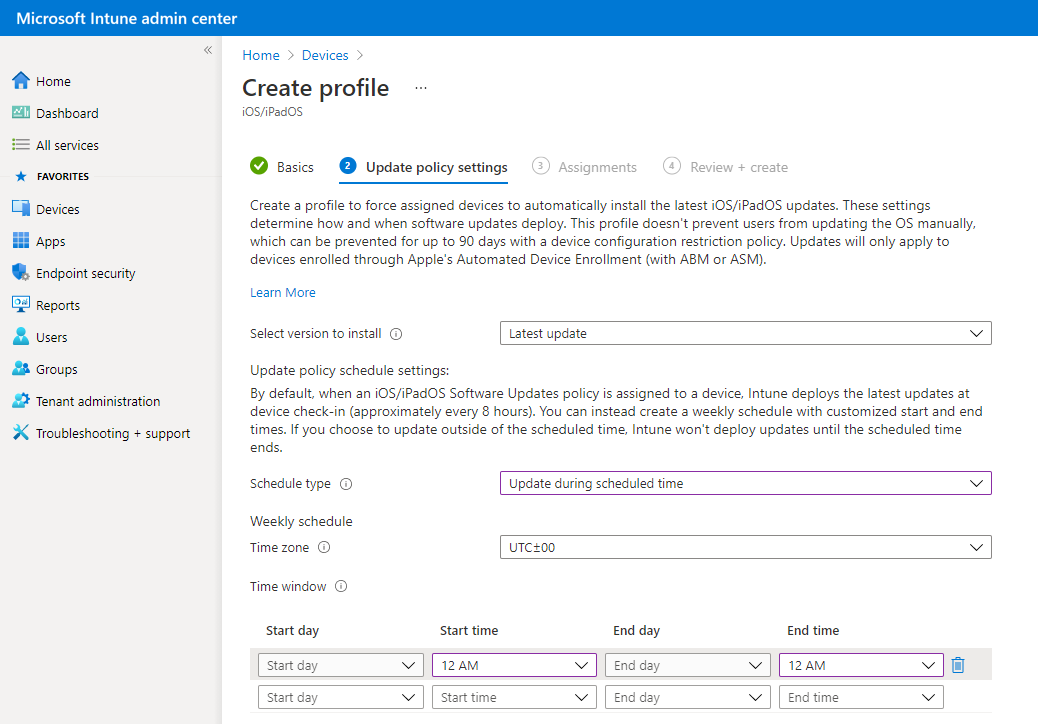 Microsoft Intune admin center
«
Home
Dashboard
All services
FAVORITES
Devices
Apps
Endpoint security
Reports
Users
Groups
Tenant administration
Troubleshooting + support
Home > Devices >
Create profile ...
iOS/iPadOS
Basics 2 Update policy settings 3 Assignments 4 Review + create
Create a profile to force assigned devices to automatically install the latest iOS/iPadOS updates. These settings
determine how and when software updates deploy. This profile doesn't prevent users from updating the OS manually,
which can be prevented for up to 90 days with a device configuration restriction policy. Updates will only apply to
devices enrolled through Apple's Automated Device Enrollment (with ABM or ASM).
Learn More
Select version to install Latest update
Update policy schedule settings:
By default, when an iOS/iPadOS Software Updates policy is assigned to a device, Intune deploys the latest updates at
device check-in (approximately every 8 hours). You can instead create a weekly schedule with customized start and end
times. If you choose to update outside of the scheduled time, Intune won't deploy updates until the scheduled time
ends.
Schedule type Update during scheduled time
Weekly schedule
Time zone UTC±00
Time window
Start day Start time End day End time
Start day 12 AM End day 12 AM
Start day Start time End day End time